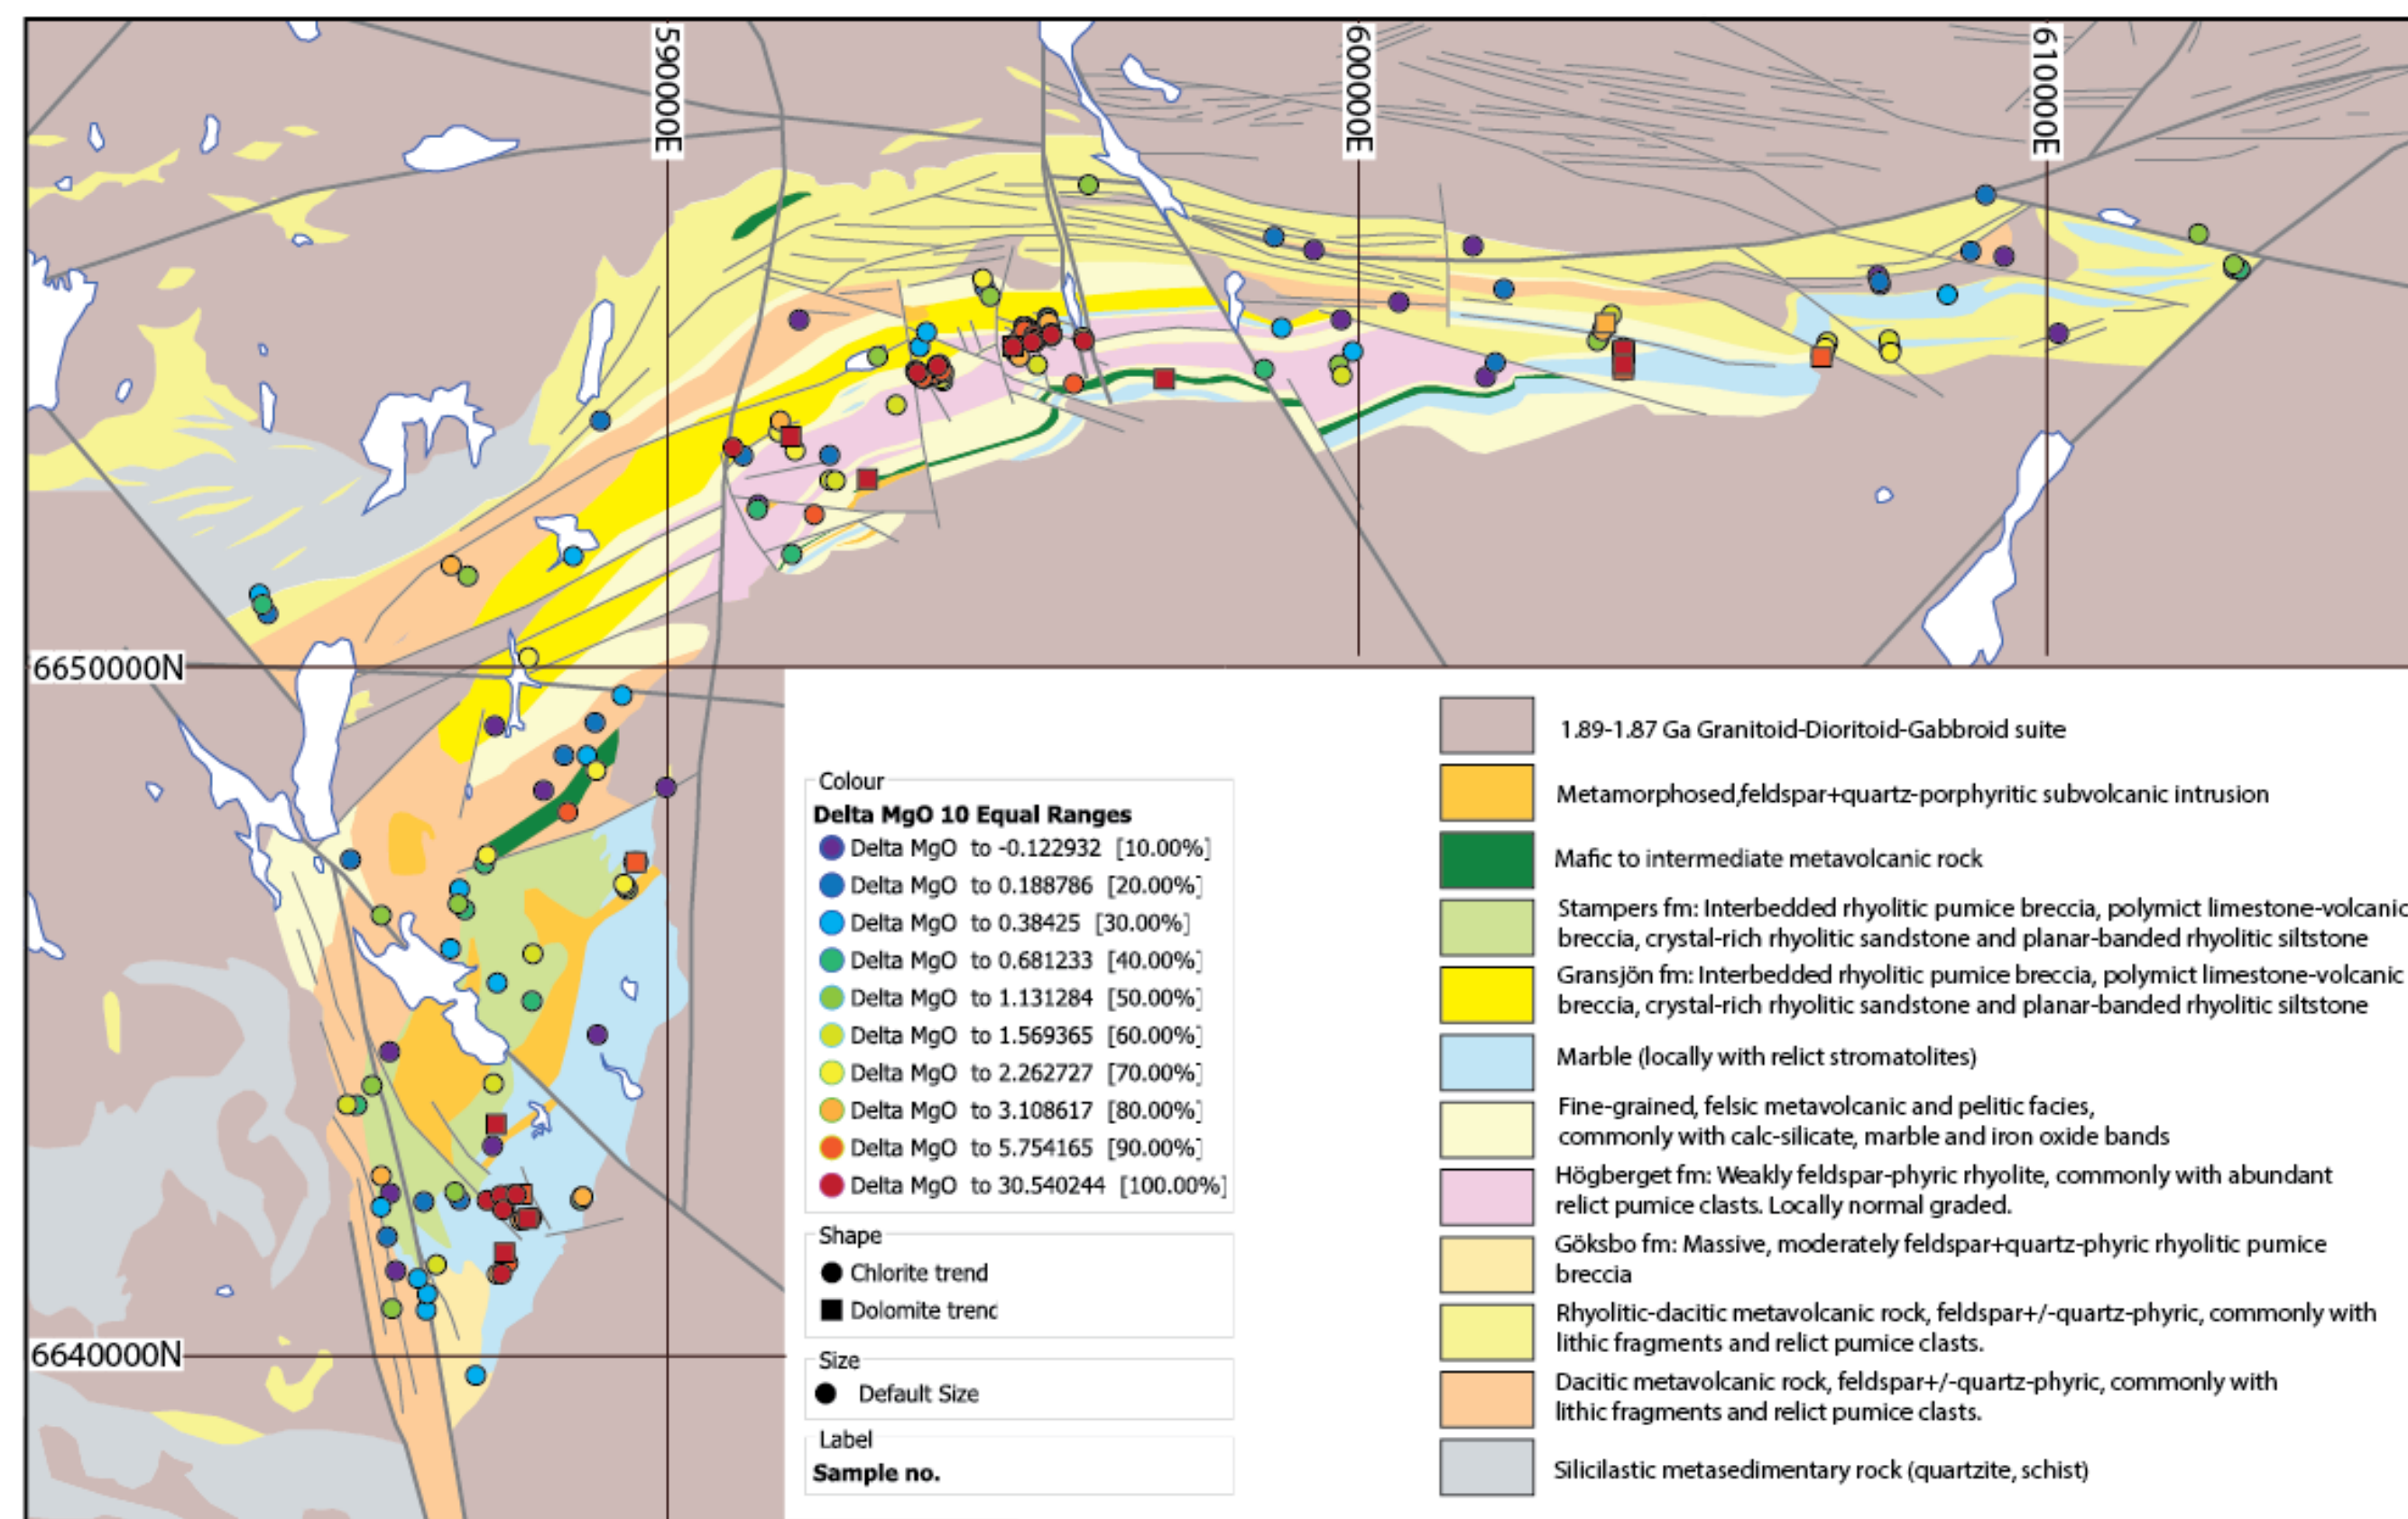 590000E
600000E
610000E
6650000N
6640000N
Colour
Delta MgO 10 Equal Ranges
Delta MgO to -0.122932 [10.00%]
Delta MgO to 0.188786 [20.00%]
Delta MgO to 0.38425 [30.00%]
Delta MgO to 0.681233 [40.00%]
Delta MgO to 1.131284 [50.00%]
Delta MgO to 1.569365 [60.00%]
Delta MgO to 2.262727 [70.00%]
Delta MgO to 3.108617 [80.00%]
Delta MgO to 5.754165 [90.00%]
Delta MgO to 30.540244 [100.00%]
Shape
Chlorite trend
Dolomite trend
Size
Default Size
Label
Sample no.
1.89-1.87 Ga Granitoid-Dioritoid-Gabbroid suite
Metamorphosed,feldspar+quartz-porphyritic subvolcanic intrusion
Mafic to intermediate metavolcanic rock
Stampers fm: Interbedded rhyolitic pumice breccia, polymict limestone-volcanic
breccia, crystal-rich rhyolitic sandstone and planar-banded rhyolitic siltstone
Gransjön fm: Interbedded rhyolitic pumice breccia, polymict limestone-volcanic
breccia, crystal-rich rhyolitic sandstone and planar-banded rhyolitic siltstone
Marble (locally with relict stromatolites)
Fine-grained, felsic metavolcanic and pelitic facies,
commonly with calc-silicate, marble and iron oxide bands
Högberget fm: Weakly feldspar-phyric rhyolite, commonly with abundant
relict pumice clasts. Locally normal graded.
Göksbo fm: Massive, moderately feldspar+quartz-phyric rhyolitic pumice
breccia
Rhyolitic-dacitic metavolcanic rock, feldspar+/-quartz-phyric, commonly with
lithic fragments and relict pumice clasts.
Dacitic metavolcanic rock, feldspar+/-quartz-phyric, commonly with
lithic fragments and relict pumice clasts.
Silicilastic metasedimentary rock (quartzite, schist)